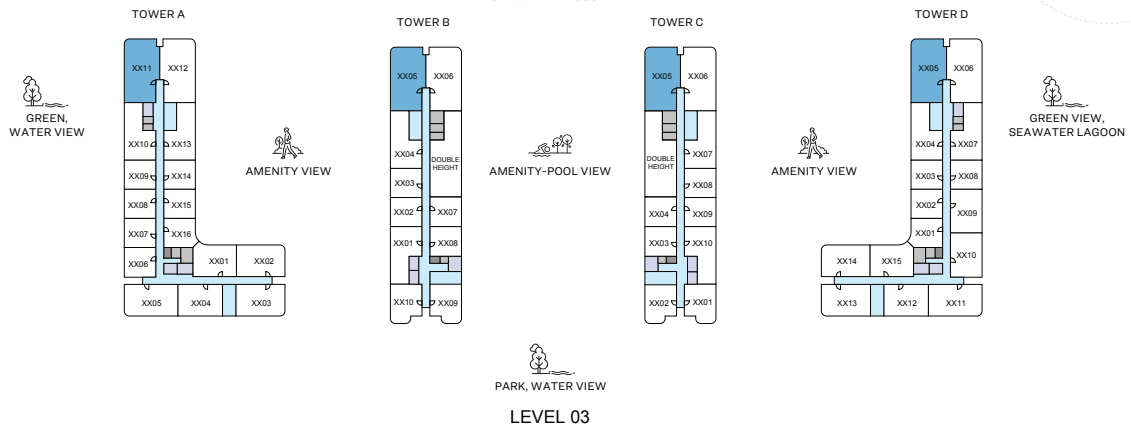 TOWER A
TOWER B
TOWER C
TOWER D
XX11
XX12
XX05
XX06
XX05
XX06
XX05
XX06
GREEN,
WATER VIEW
GREEN VIEW,
SEAWATER LAGOON
AMENITY VIEW
AMENITY-POOL VIEW
AMENITY VIEW
XX10
XX13
XX09
XX14
XX08
XX15
XX07
XX16
XX06
XX01
XX02
XX05
XX04
XX03
XX04
DOUBLE
HEIGHT
XX03
XX02
XX07
XX01
XX08
XX10
XX09
DOUBLE
HEIGHT
XX07
XX08
XX04
XX09
XX03
XX10
XX02
XX01
XX04
XX07
XX03
XX08
XX02
XX09
XX01
XX10
XX14
XX15
XX13
XX12
XX11
PARK, WATER VIEW
LEVEL 03